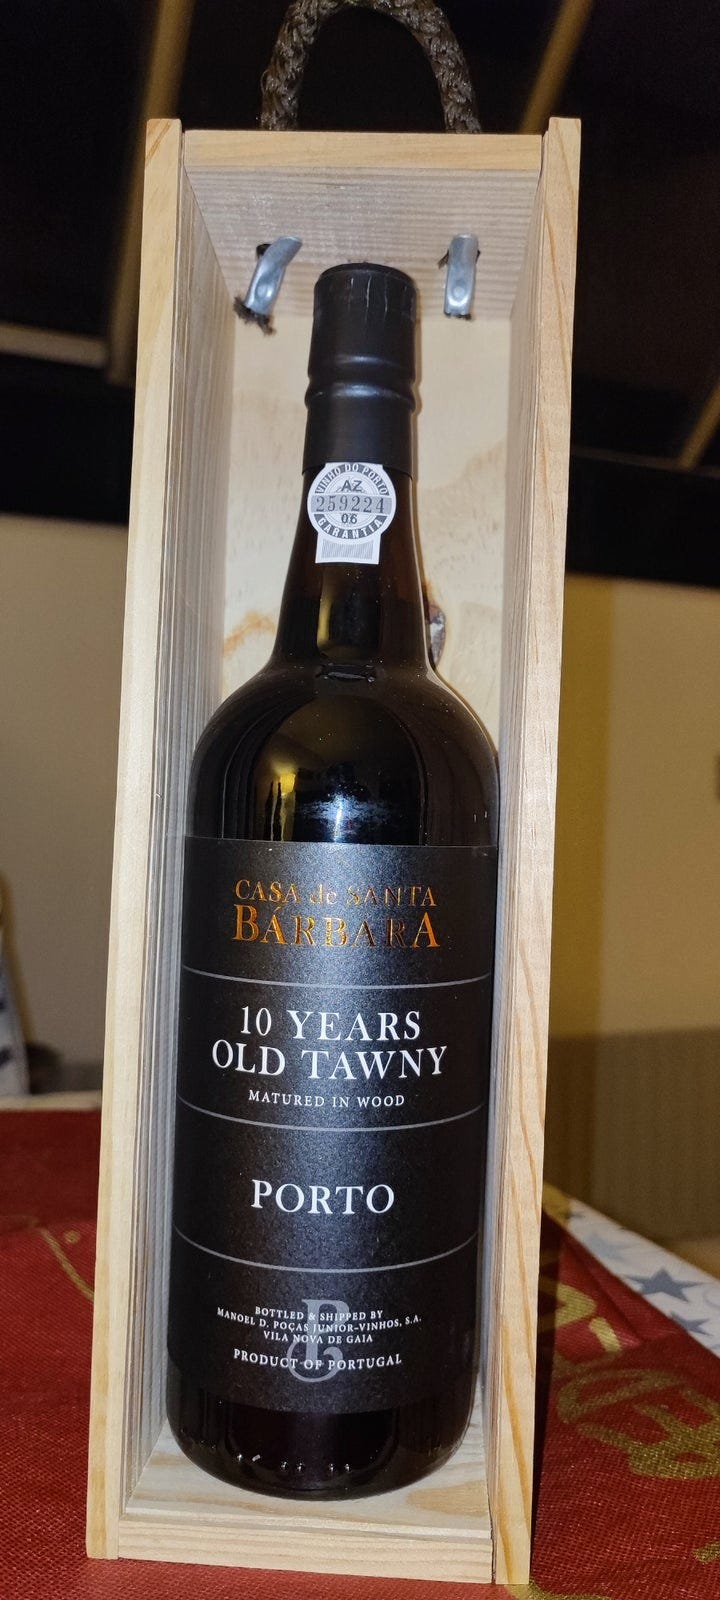 VINHO DO PORTO
AZ
259224
06
GARANTIA
CASA de SANTA
BÁRBARA
10 YEARS
OLD TAWNY
MATURED IN WOOD
PORTO
BOTTLED & SHIPPED BY
MANOEL D. POÇAS JUNIOR-VINHOS, S.A.
VILA NOVA DE GAIA
PRODUCT OF PORTUGAL